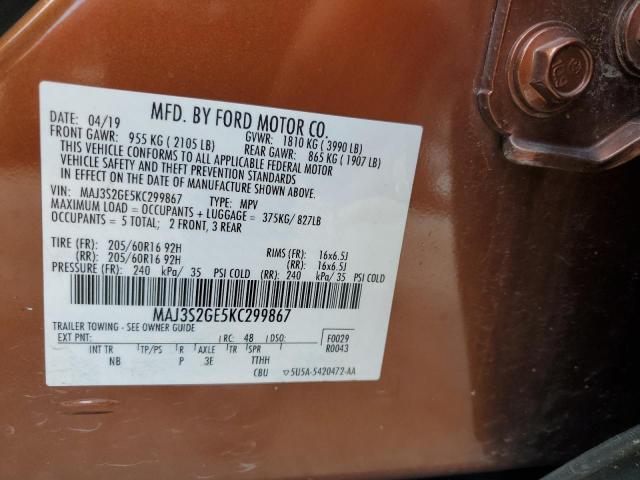 MFD. BY FORD MOTOR CO.
DATE: 04/19 GVWR: 1810 KG ( 3990 LB)
FRONT GAWR: 955 KG ( 2105 LB) REAR GAWR: 865 KG ( 1907 LB)
THIS VEHICLE CONFORMS TO ALL APPLICABLE FEDERAL MOTOR
VEHICLE SAFETY AND THEFT PREVENTION STANDARDS IN
EFFECT ON THE DATE OF MANUFACTURE SHOWN ABOVE.
VIN: MAJ3S2GE5KC299867 TYPE: MPV
MAXIMUM LOAD = OCCUPANTS + LUGGAGE = 375KG/ 827LB
OCCUPANTS = 5 TOTAL; 2 FRONT, 3 REAR
TIRE (FR): 205/60R16 92H RIMS (FR): 16x6.5J
(RR): 205/60R16 92H (RR): 16x6.5J
PRESSURE (FR): 240 kPa/ 35 PSI COLD (RR): 240 kPa/ 35 PSI COLD
MAJ3S2GE5KC299867
TRAILER TOWING - SEE OWNER GUIDE
EXT PNT: RC: 48 DSO: F0029
R0043
INT TR TP/PS R AXLE TR SPR
NB P 3E TTHH
CBU ▽5U5A-5420472-AA